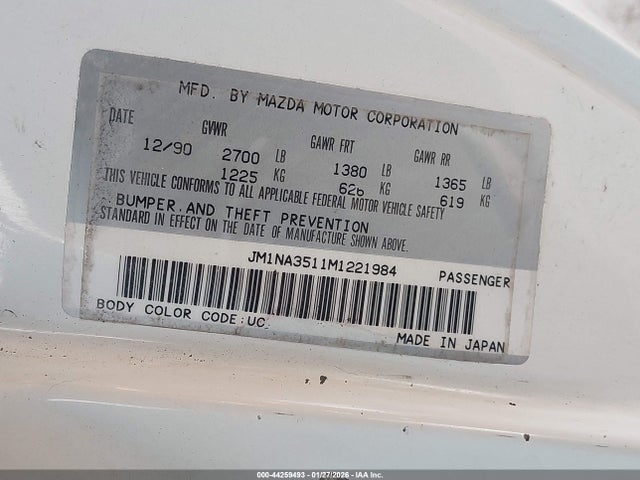 MFD. BY MAZDA MOTOR CORPORATION
DATE GVWR GAWR FRT GAWR RR
12/90 2700 LB 1380 LB 1365 LB
1225 KG 626 KG 619 KG
THIS VEHICLE CONFORMS TO ALL APPLICABLE FEDERAL MOTOR VEHICLE SAFETY
BUMPER.AND THEFT PREVENTION
STANDARD IN EFFECT ON THE DATE OF MANUFACTURE SHOWN ABOVE.
JM1NA3511M1221984 PASSENGER
BODY COLOR CODE:UC
MADE IN JAPAN
000-44259493 - 01/27/2026 - IAA Inc.